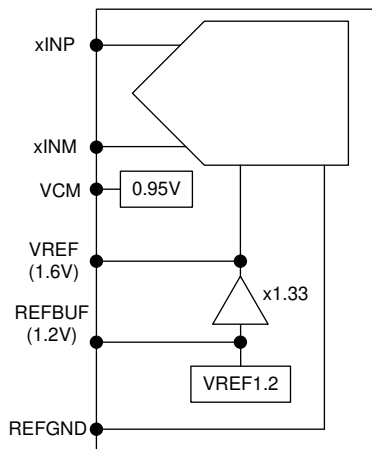 xINP
xINM
VCM
0.95V
VREF
(1.6V)
x1.33
REFBUF
(1.2V)
VREF1.2
REFGND